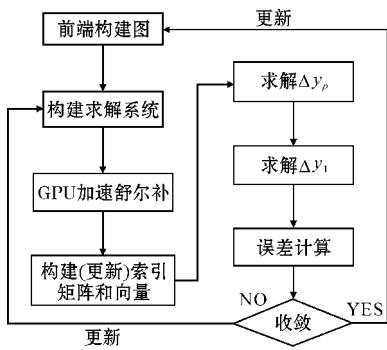 更新
前端构建图
构建求解系统
GPU加速舒尔补
构建(更新)索引
矩阵和向量
求解Δyₚ
求解Δy₁
误差计算
NO
YES
收敛
更新